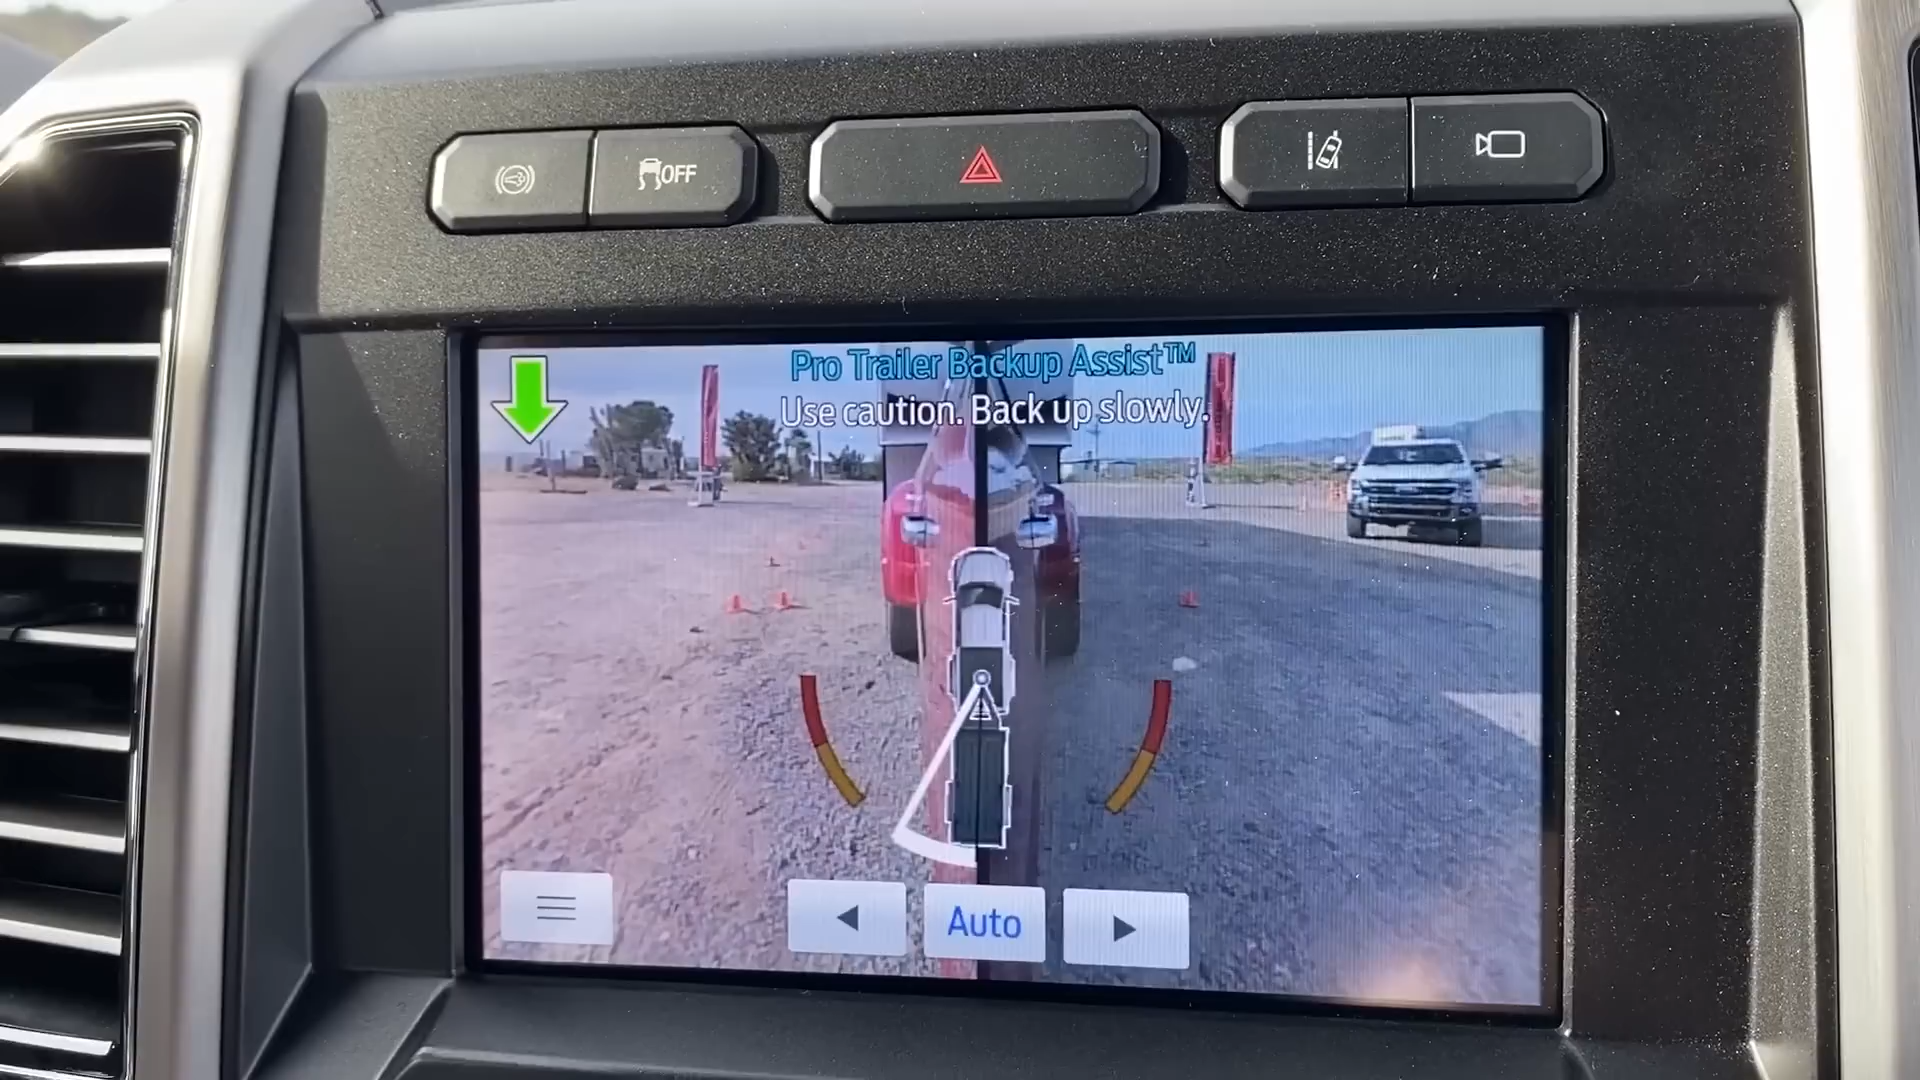 OFF
Pro Trailer Backup Assist™
Use caution. Back up slowly.
Auto